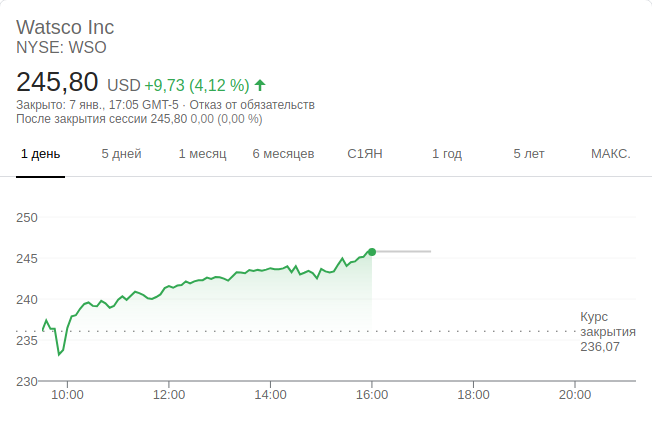 Watsco Inc
NYSE: WSO
245,80 USD +9,73 (4,12 %)
Закрыто: 7 янв., 17:05 GMT-5 · Отказ от обязательств
После закрытия сессии 245,80 0,00 (0,00 %)
1 день 5 дней 1 месяц 6 месяцев С1ЯН 1 год 5 лет МАКС.
250
245
240
Курс
закрытия
236,07
235
230
10:00 12:00 14:00 16:00 18:00 20:00